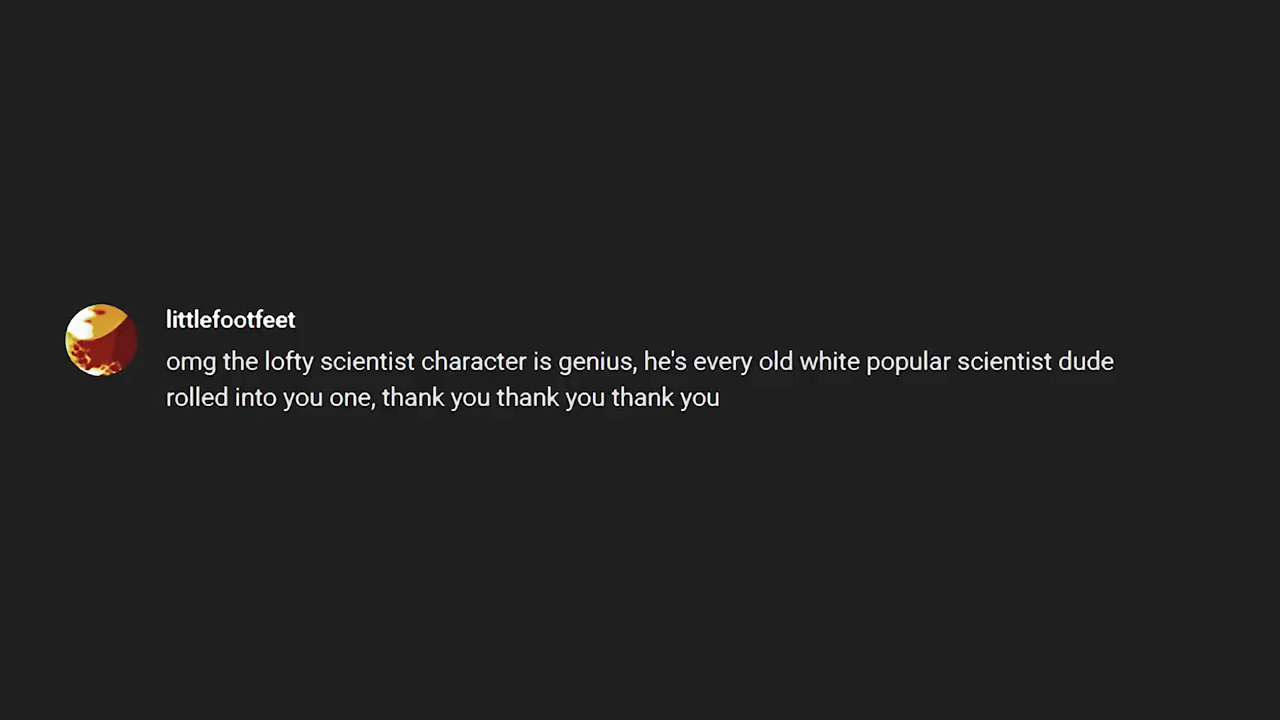 littlefootfeet
omg the lofty scientist character is genius, he's every old white popular scientist dude
rolled into you one, thank you thank you thank you